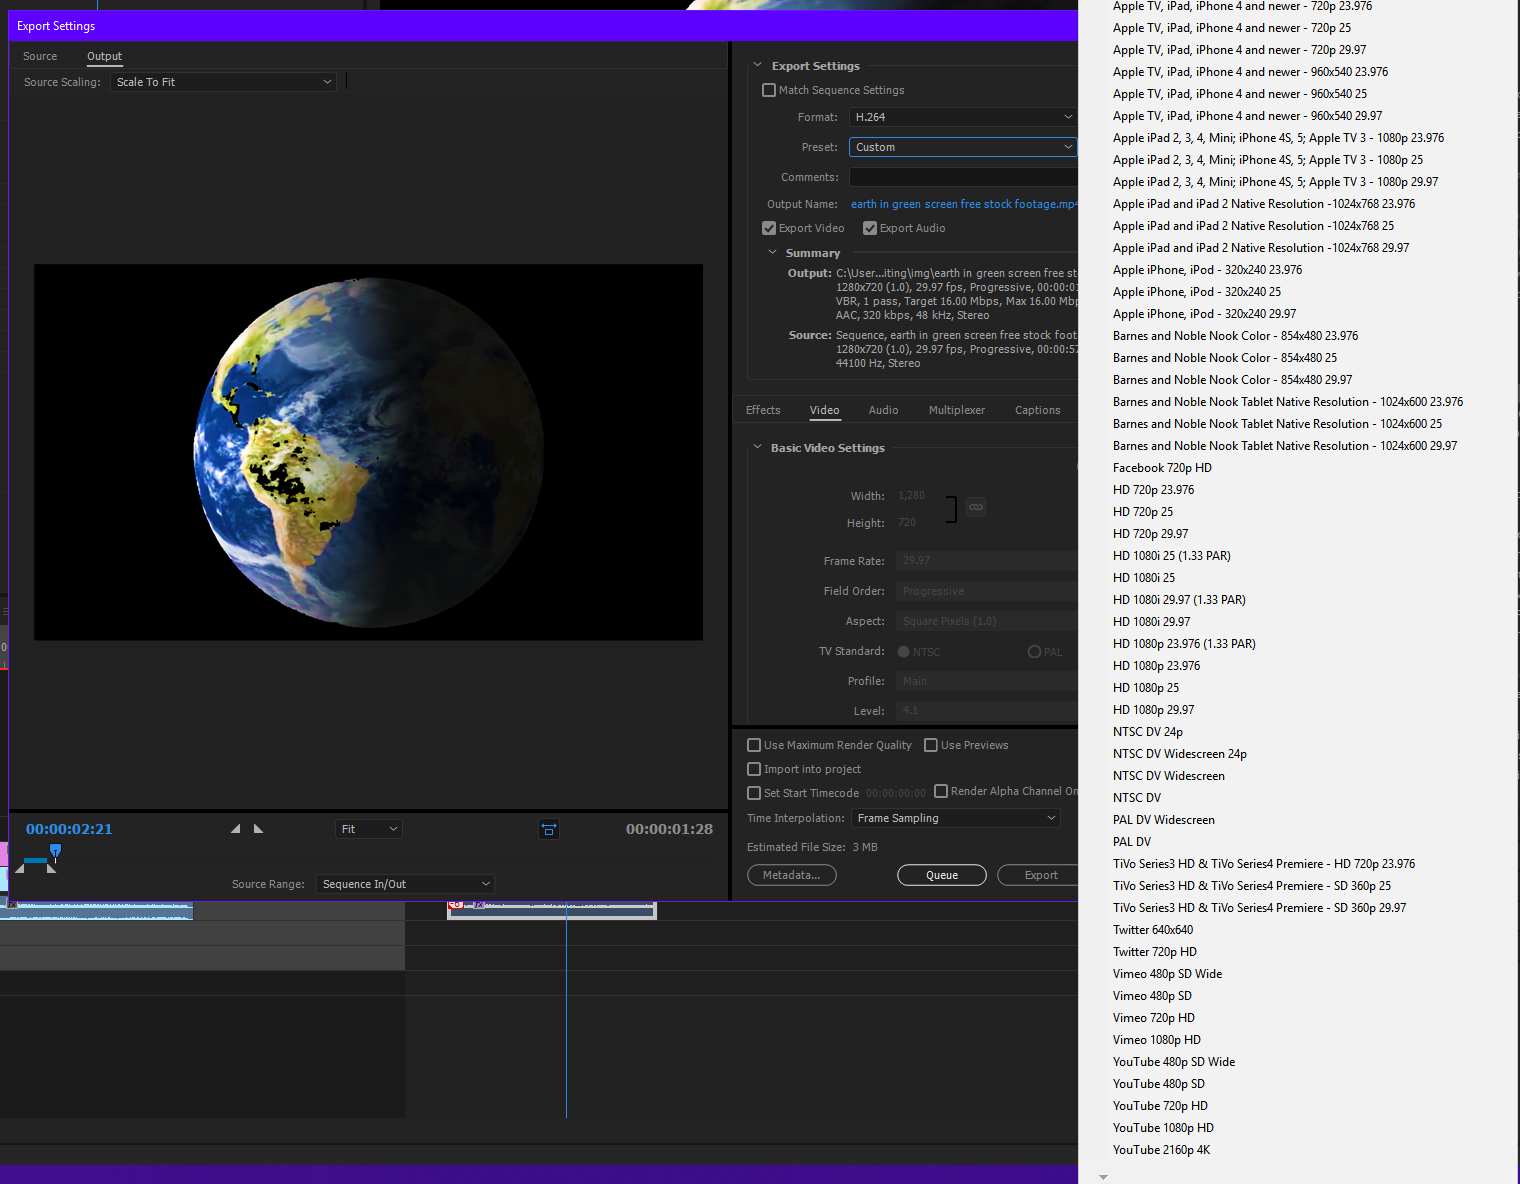 Export Settings
Source
Output
Source Scaling:
Scale To Fit
00:00:02:21
Fit
00:00:01:28
Source Range:
Sequence In/Out
Export Settings
Match Sequence Settings
Format:
H.264
Preset:
Custom
Comments:
Output Name:
earth in green screen free stock footage.mp4
Export Video
Export Audio
Summary
Output: C:\User...iting\img\earth in green screen free st
1280x720 (1.0), 29.97 fps, Progressive, 00:00:01
VBR, 1 pass, Target 16.00 Mbps, Max 16.00 Mbp
AAC, 320 kbps, 48 kHz, Stereo
Source: Sequence, earth in green screen free stock foot
1280x720 (1.0), 29.97 fps, Progressive, 00:00:57
44100 Hz, Stereo
Effects
Video
Audio
Multiplexer
Captions
Basic Video Settings
Width: 1,280
Height: 720
Frame Rate: 29.97
Field Order: Progressive
Aspect: Square Pixels (1.0)
TV Standard: NTSC PAL
Profile: Main
Level: 4.1
Use Maximum Render Quality
Use Previews
Import into project
Set Start Timecode 00:00:00:00
Render Alpha Channel On
Time Interpolation: Frame Sampling
Estimated File Size: 3 MB
Metadata...
Queue
Export
Apple TV, iPad, iPhone 4 and newer - 720p 23.976
Apple TV, iPad, iPhone 4 and newer - 720p 25
Apple TV, iPad, iPhone 4 and newer - 720p 29.97
Apple TV, iPad, iPhone 4 and newer - 960x540 23.976
Apple TV, iPad, iPhone 4 and newer - 960x540 25
Apple TV, iPad, iPhone 4 and newer - 960x540 29.97
Apple iPad 2, 3, 4, Mini; iPhone 4S, 5; Apple TV 3 - 1080p 23.976
Apple iPad 2, 3, 4, Mini; iPhone 4S, 5; Apple TV 3 - 1080p 25
Apple iPad 2, 3, 4, Mini; iPhone 4S, 5; Apple TV 3 - 1080p 29.97
Apple iPad and iPad 2 Native Resolution -1024x768 23.976
Apple iPad and iPad 2 Native Resolution -1024x768 25
Apple iPad and iPad 2 Native Resolution -1024x768 29.97
Apple iPhone, iPod - 320x240 23.976
Apple iPhone, iPod - 320x240 25
Apple iPhone, iPod - 320x240 29.97
Barnes and Noble Nook Color - 854x480 23.976
Barnes and Noble Nook Color - 854x480 25
Barnes and Noble Nook Color - 854x480 29.97
Barnes and Noble Nook Tablet Native Resolution - 1024x600 23.976
Barnes and Noble Nook Tablet Native Resolution - 1024x600 25
Barnes and Noble Nook Tablet Native Resolution - 1024x600 29.97
Facebook 720p HD
HD 720p 23.976
HD 720p 25
HD 720p 29.97
HD 1080i 25 (1.33 PAR)
HD 1080i 25
HD 1080i 29.97 (1.33 PAR)
HD 1080i 29.97
HD 1080p 23.976 (1.33 PAR)
HD 1080p 23.976
HD 1080p 25
HD 1080p 29.97
NTSC DV 24p
NTSC DV Widescreen 24p
NTSC DV Widescreen
NTSC DV
PAL DV Widescreen
PAL DV
TiVo Series3 HD & TiVo Series4 Premiere - HD 720p 23.976
TiVo Series3 HD & TiVo Series4 Premiere - SD 360p 25
TiVo Series3 HD & TiVo Series4 Premiere - SD 360p 29.97
Twitter 640x640
Twitter 720p HD
Vimeo 480p SD Wide
Vimeo 480p SD
Vimeo 720p HD
Vimeo 1080p HD
YouTube 480p SD Wide
YouTube 480p SD
YouTube 720p HD
YouTube 1080p HD
YouTube 2160p 4K